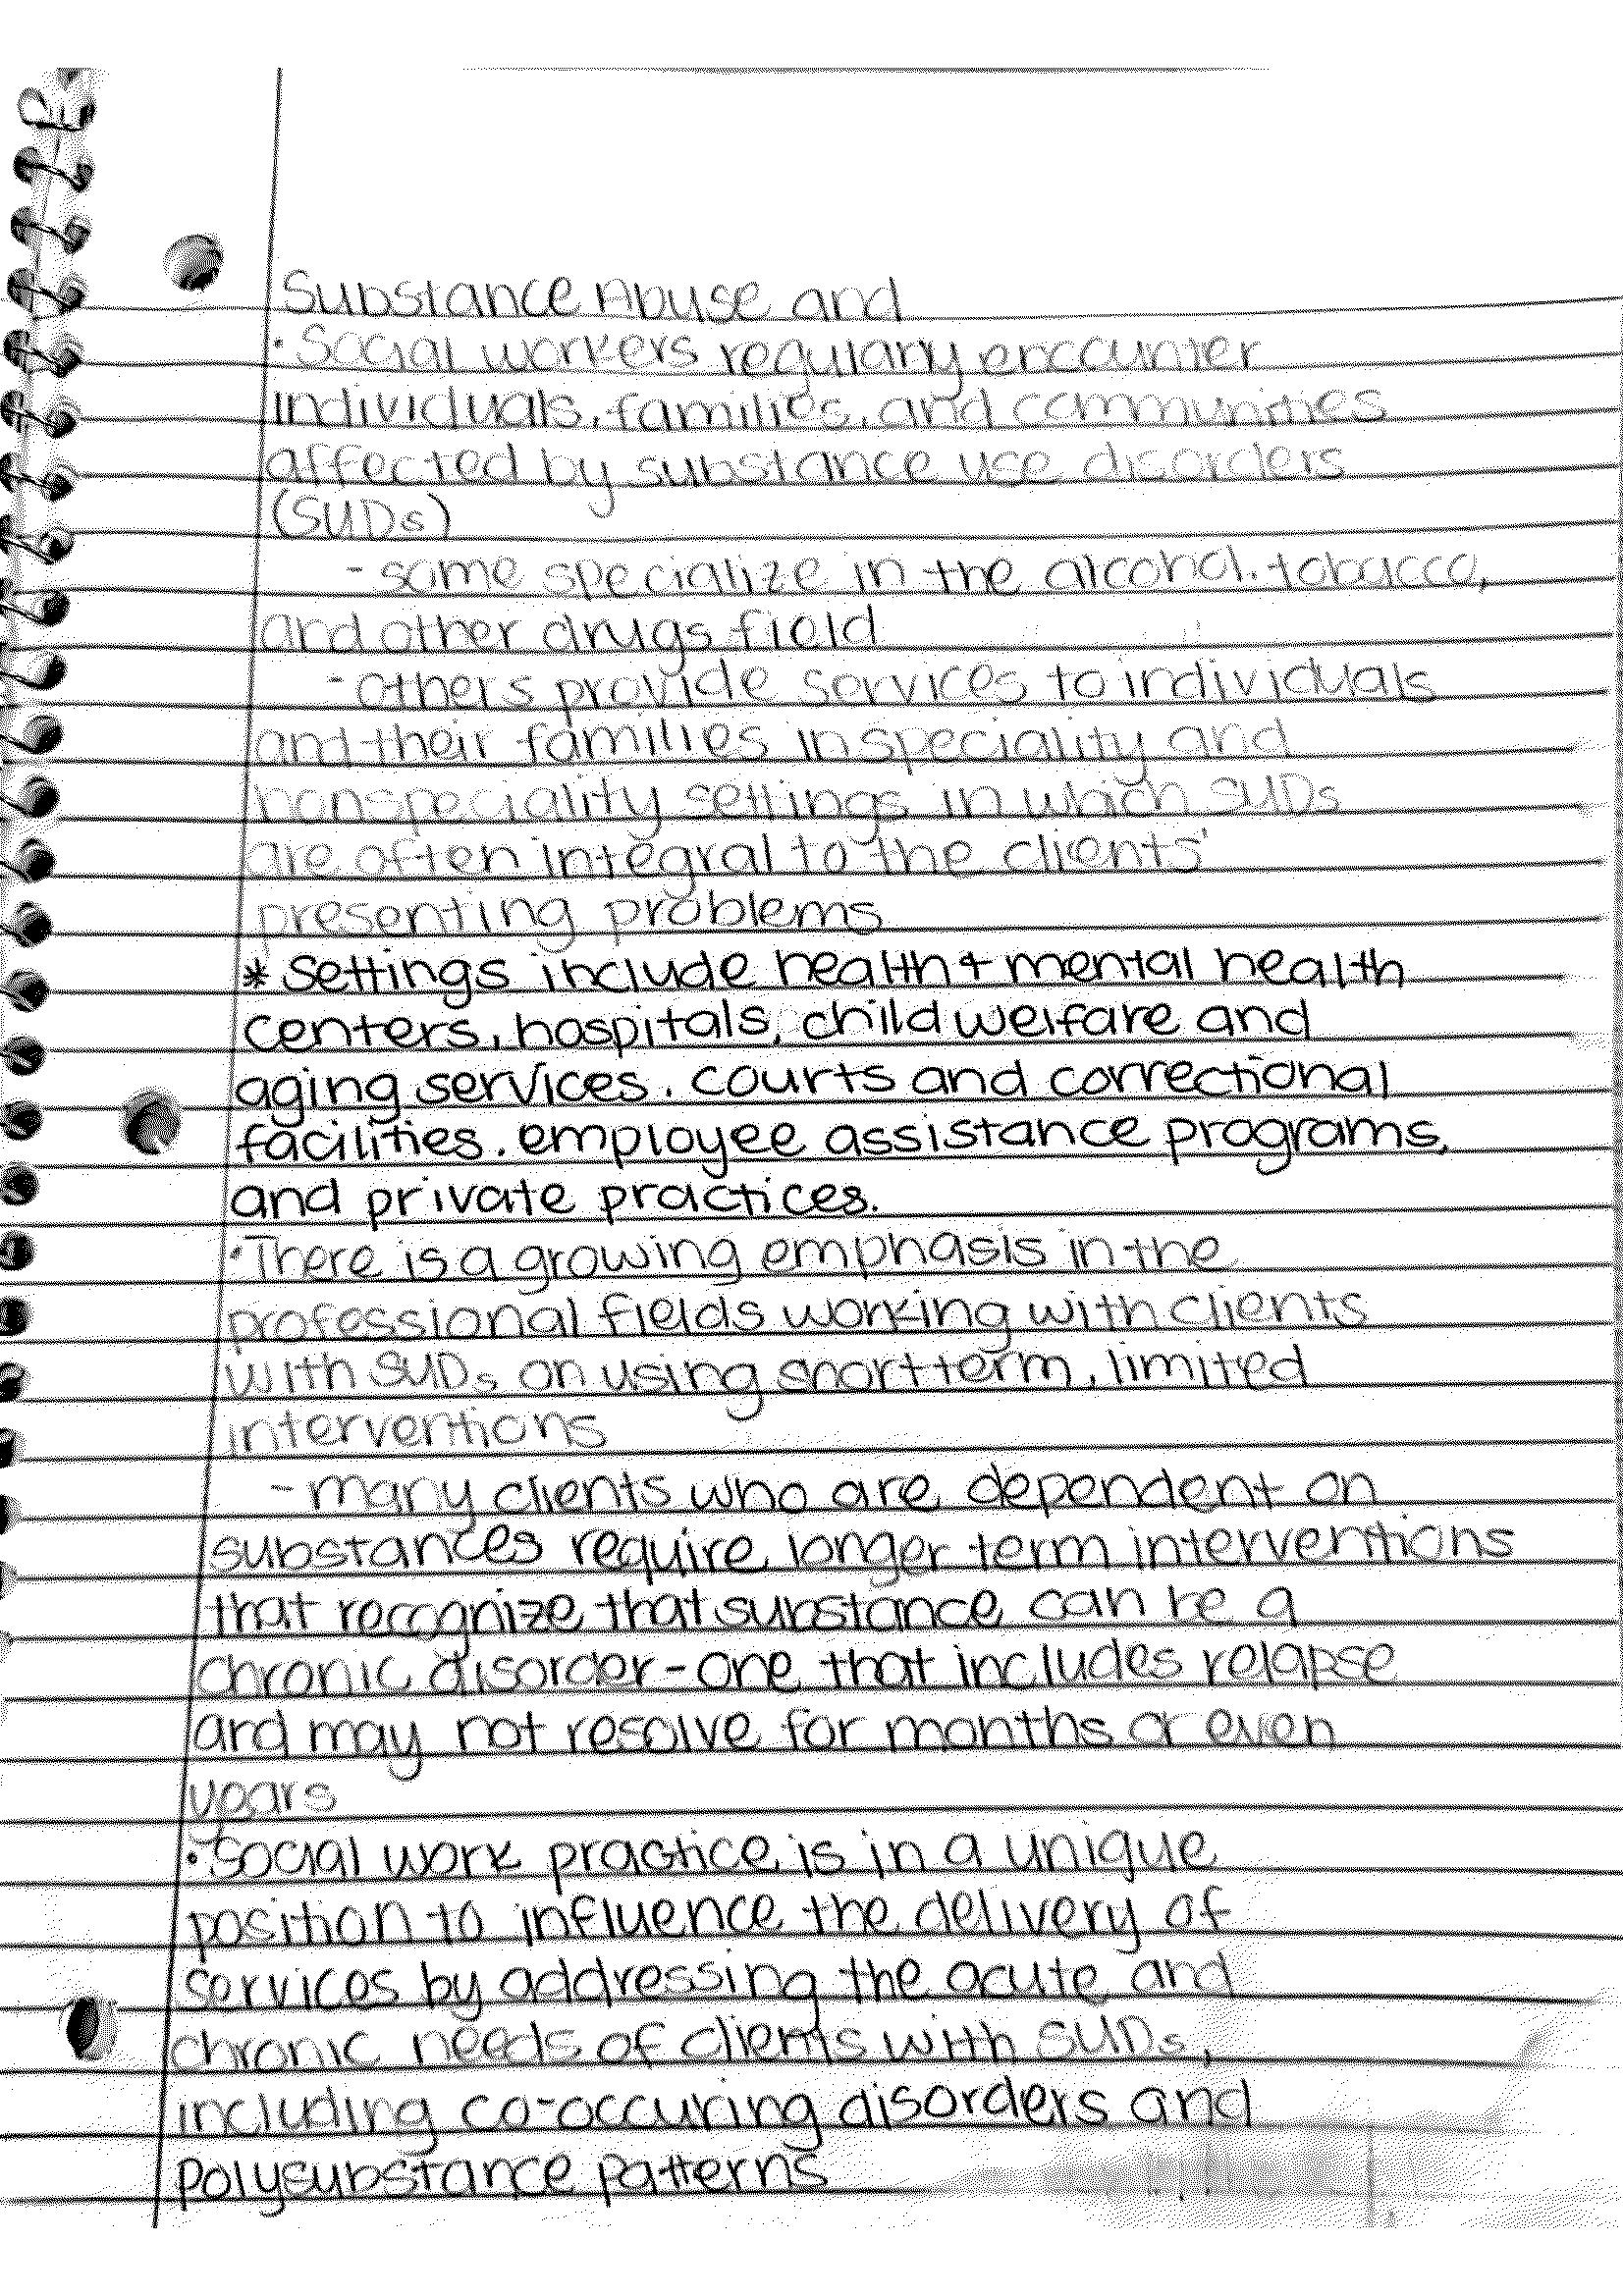 Substance Abuse and
• Social workers regulary encounter
individuals, families, and communities
affected by substance use disorders
(SUDs)
- some specialize in the alcohol, tobacco,
and other drugs field
- others provide services to individuals
and their families in speciality and
nonspeciality settings in which SUDs
are often integral to the clients'
presenting problems
* Settings include health & mental health
centers, hospitals, child welfare and
aging services, courts and correctional
facilities, employee assistance programs,
and private practices.
• There is a growing emphasis in the
professional fields working with clients
with SUDs on using short term, limited
interventions
- many clients who are dependent on
substances require longer term interventions
that recognize that substance can be a
chronic disorder - one that includes relapse
and may not resolve for months or even
years
• Social work practice is in a unique
position to influence the delivery of
services by addressing the acute and
chronic needs of clients with SUDs,
including co-occuring disorders and
polysubstance patterns